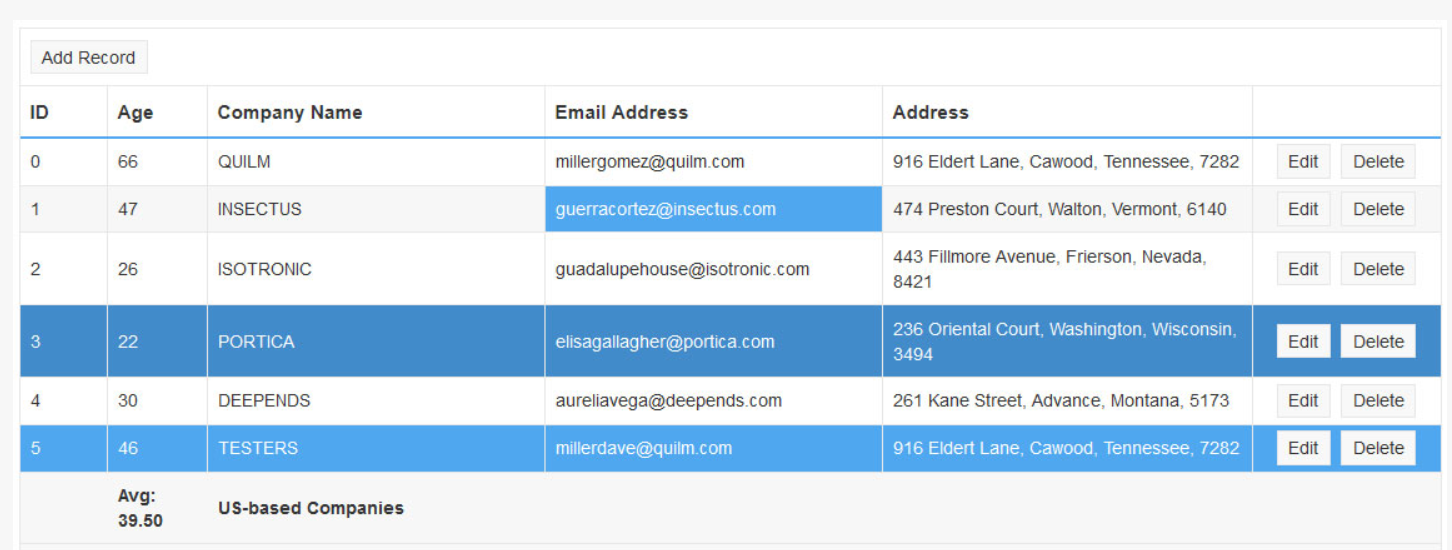 Add Record
ID Age Company Name Email Address Address
0 66 QUILM millergomez@quilm.com 916 Eldert Lane, Cawood, Tennessee, 7282 Edit Delete
1 47 INSECTUS guerracortez@insectus.com 474 Preston Court, Walton, Vermont, 6140 Edit Delete
2 26 ISOTRONIC guadalupehouse@isotronic.com 443 Fillmore Avenue, Frierson, Nevada,
8421 Edit Delete
3 22 PORTICA elisagallagher@portica.com 236 Oriental Court, Washington, Wisconsin,
3494 Edit Delete
4 30 DEEPENDS aureliavega@deepends.com 261 Kane Street, Advance, Montana, 5173 Edit Delete
5 46 TESTERS millerdave@quilm.com 916 Eldert Lane, Cawood, Tennessee, 7282 Edit Delete
Avg:
39.50 US-based Companies